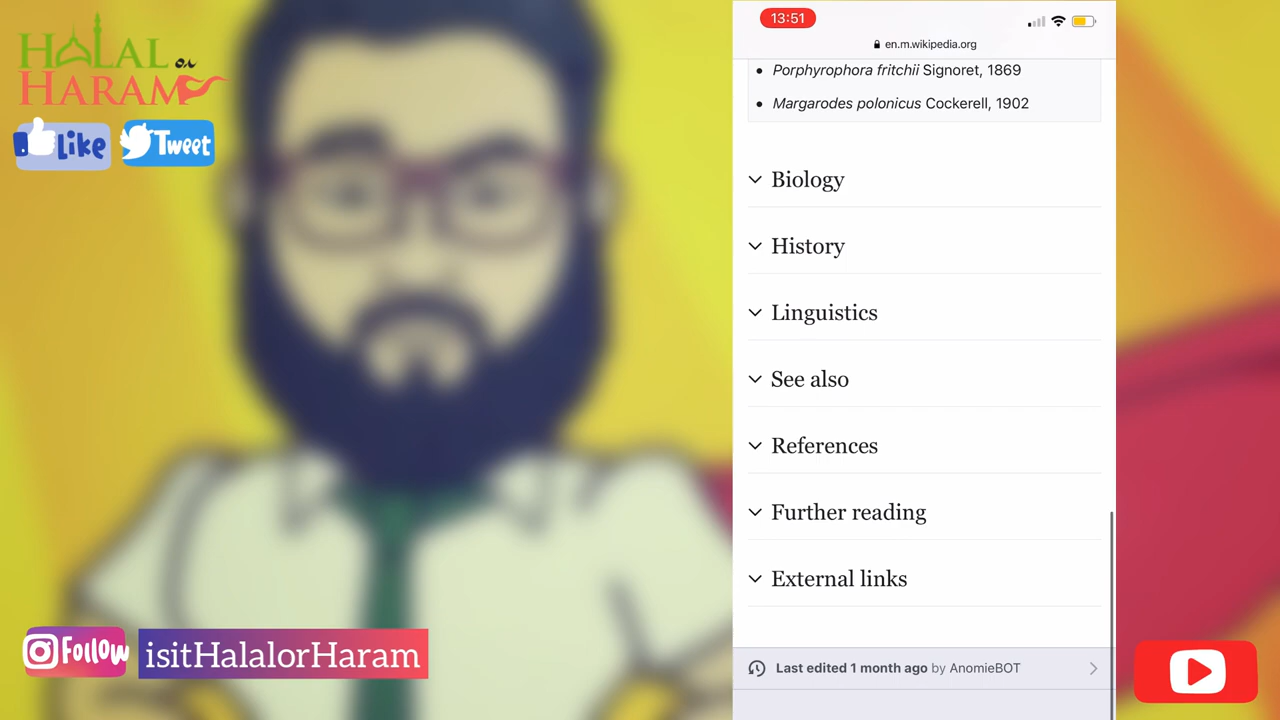 HALAL OR
HARAM
Like
Tweet
Follow
isitHalalorHaram
13:51
en.m.wikipedia.org
• Porphyrophora fritchii Signoret, 1869
• Margarodes polonicus Cockerell, 1902
Biology
History
Linguistics
See also
References
Further reading
External links
Last edited 1 month ago by AnomieBOT